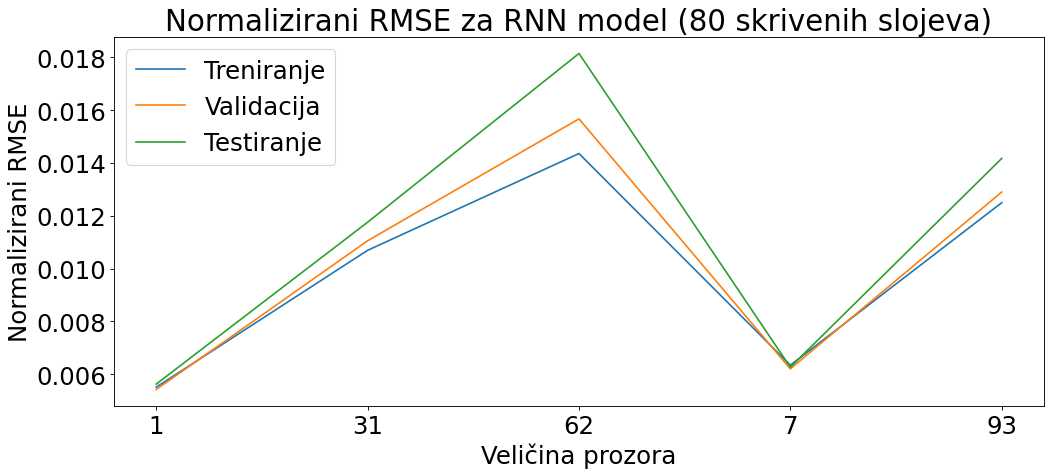 Normalizirani RMSE za RNN model (80 skrivenih slojeva)
Treniranje
Validacija
Testiranje
Normalizirani RMSE
0.018
0.016
0.014
0.012
0.010
0.008
0.006
1 31 62 7 93
Veličina prozora